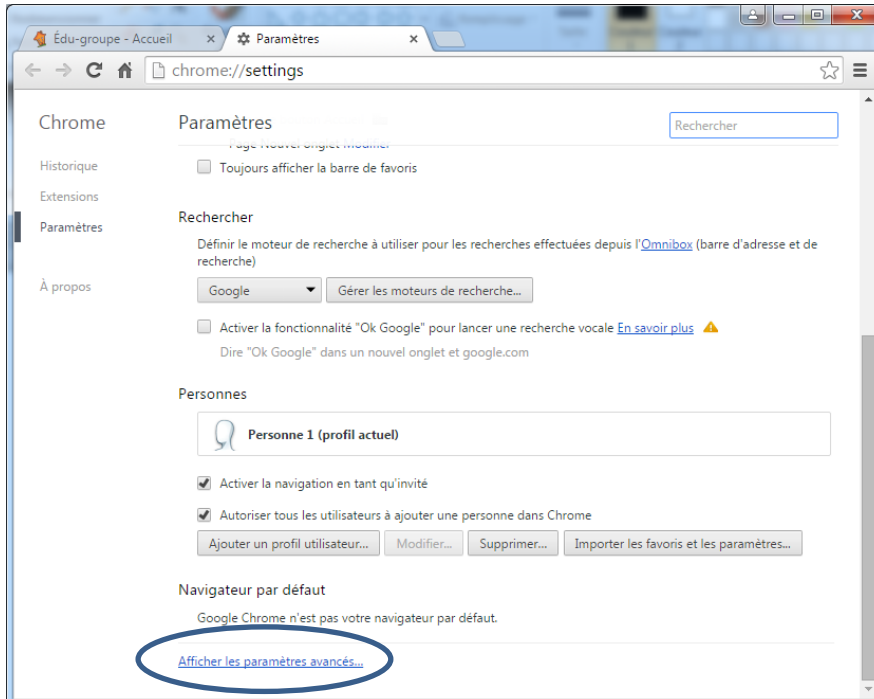 Édu-groupe - Accueil
Paramètres
chrome://settings
Chrome
Paramètres
Rechercher
Historique
Extensions
Paramètres
À propos
Page Nouvel onglet Modifier
Toujours afficher la barre de favoris
Rechercher
Définir le moteur de recherche à utiliser pour les recherches effectuées depuis l'Omnibox (barre d'adresse et de
recherche)
Google
Gérer les moteurs de recherche...
Activer la fonctionnalité "Ok Google" pour lancer une recherche vocale En savoir plus
Dire "Ok Google" dans un nouvel onglet et google.com
Personnes
Personne 1 (profil actuel)
Activer la navigation en tant qu'invité
Autoriser tous les utilisateurs à ajouter une personne dans Chrome
Ajouter un profil utilisateur... Modifier... Supprimer... Importer les favoris et les paramètres...
Navigateur par défaut
Google Chrome n'est pas votre navigateur par défaut.
Afficher les paramètres avancés...